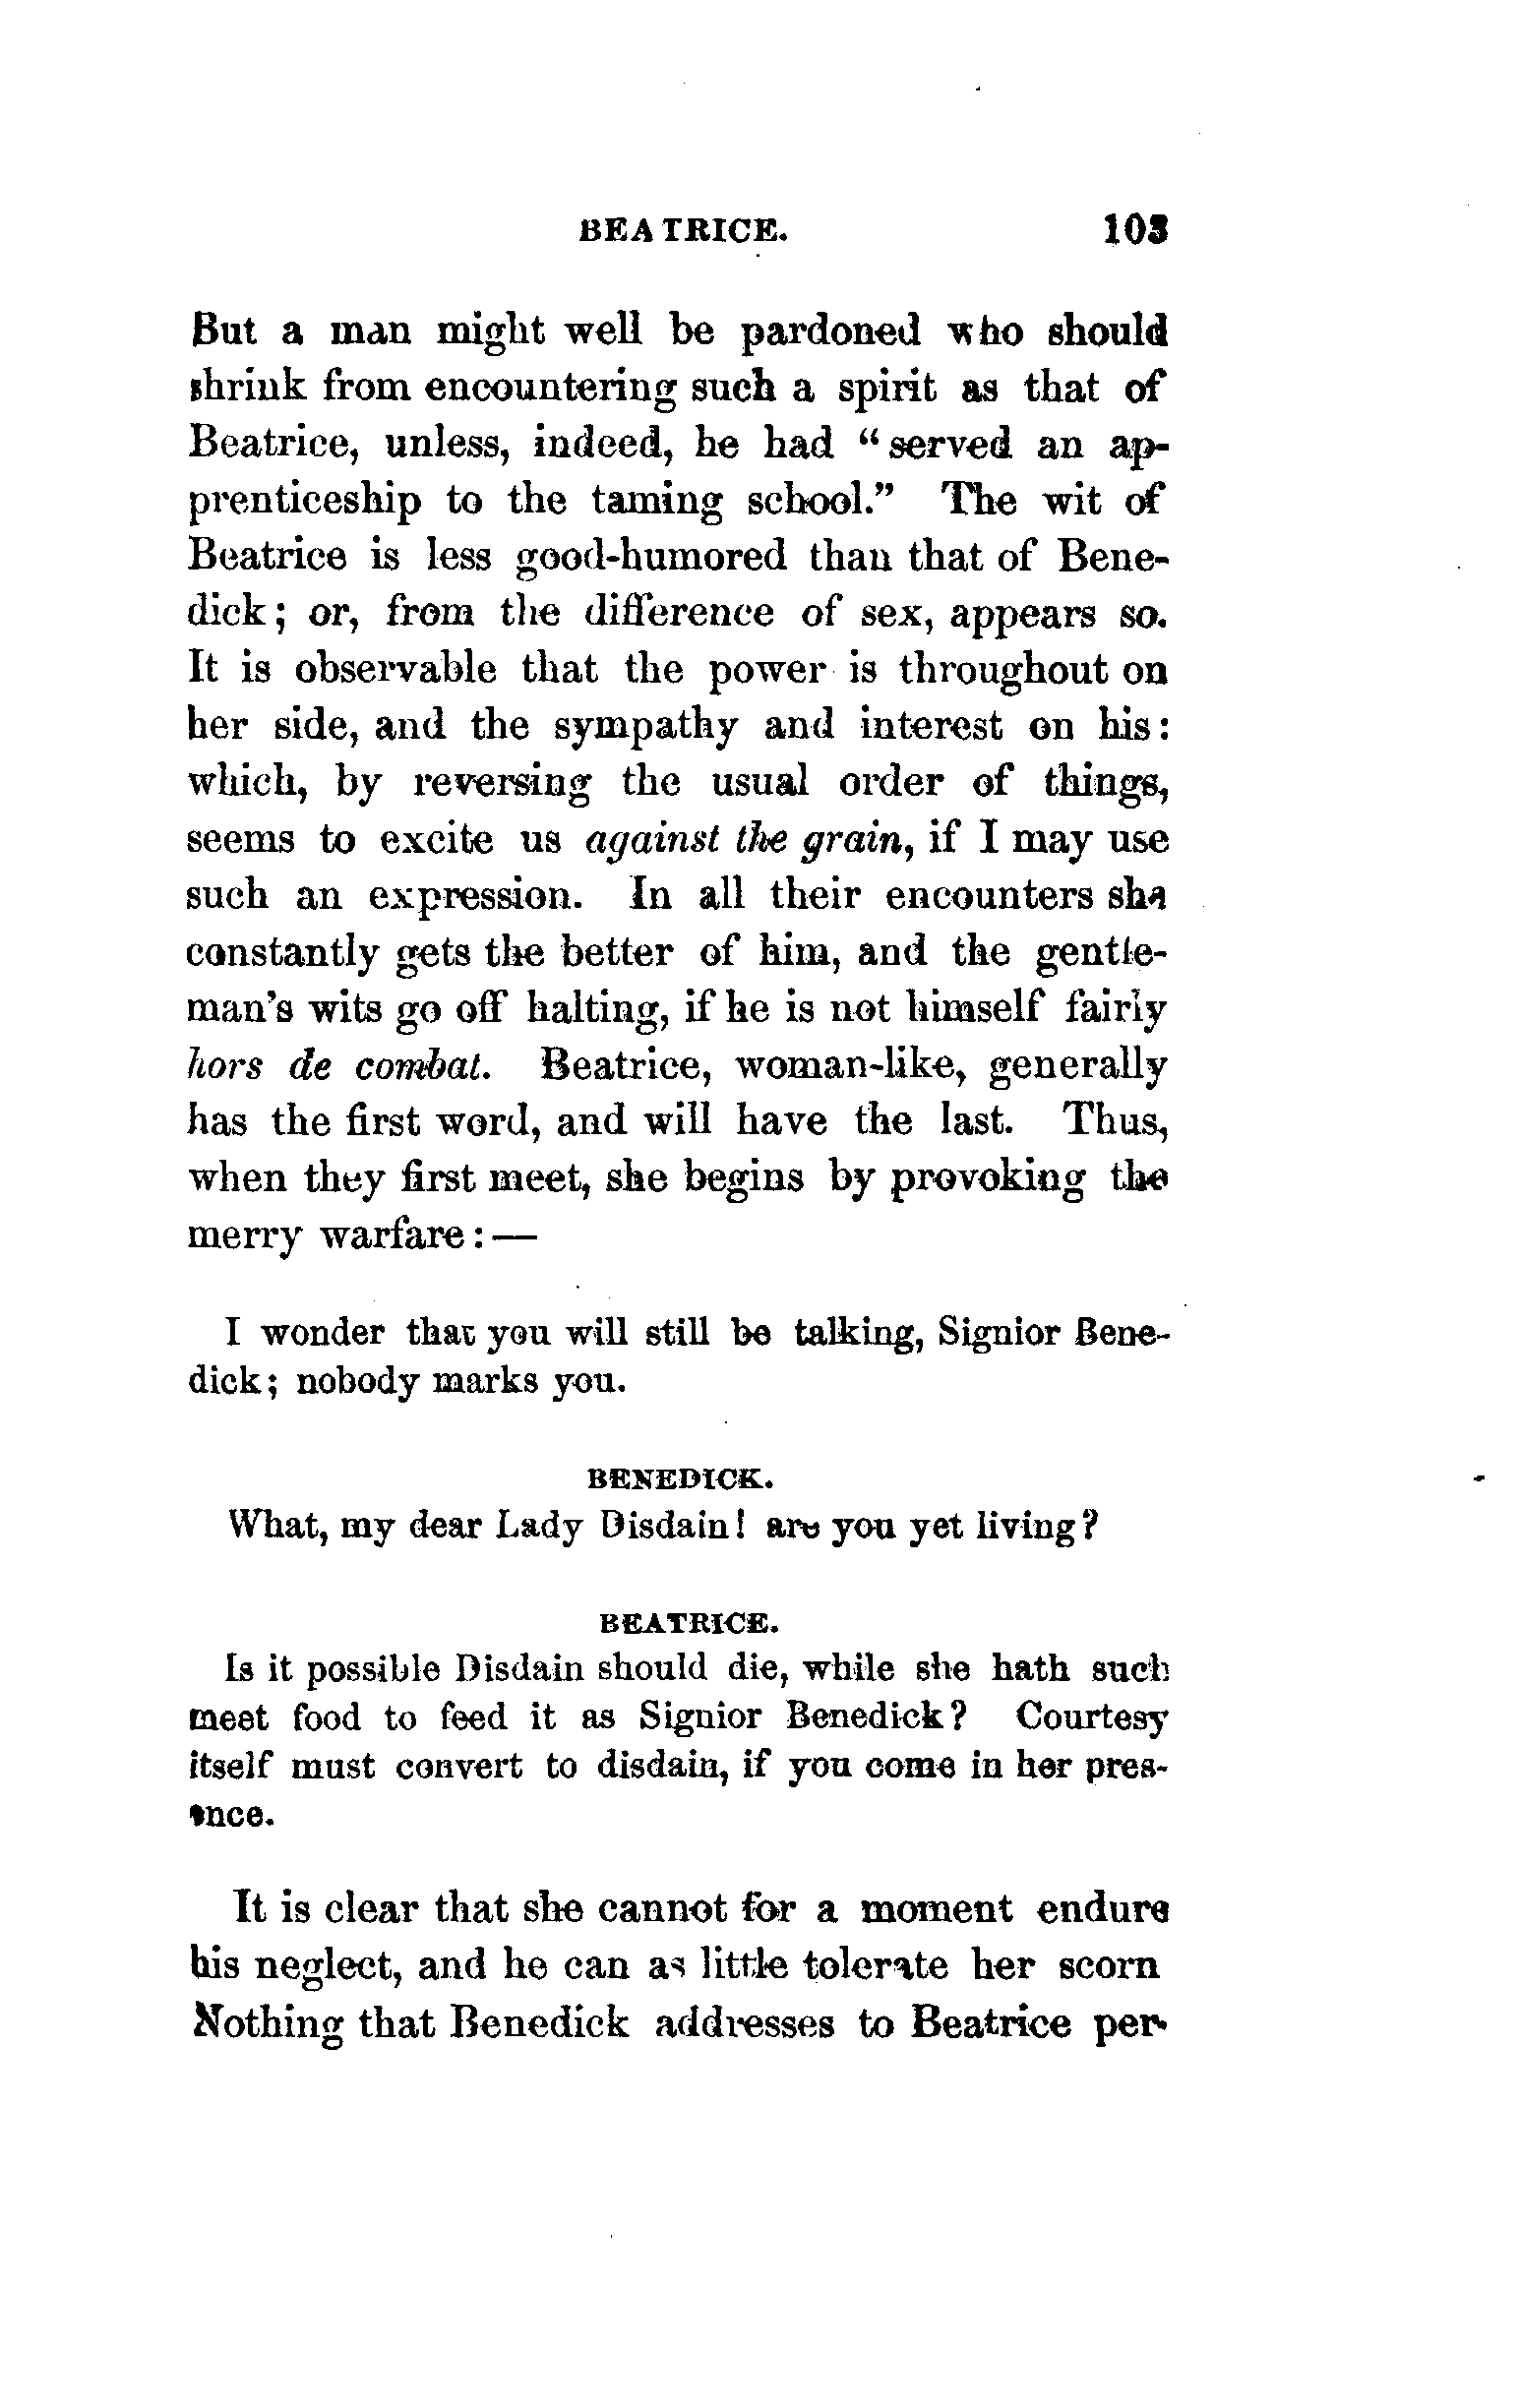 BEATRICE. 103
But a man might well be pardoned who should
shrink from encountering such a spirit as that of
Beatrice, unless, indeed, he had “served an ap-
prenticeship to the taming school.” The wit of
Beatrice is less good-humored than that of Bene-
dick; or, from the difference of sex, appears so.
It is observable that the power is throughout on
her side, and the sympathy and interest on his:
which, by reversing the usual order of things,
seems to excite us against the grain, if I may use
such an expression. In all their encounters she
constantly gets the better of him, and the gentle-
man's wits go off halting, if he is not himself fairly
hors de combat. Beatrice, woman-like, generally
has the first word, and will have the last. Thus,
when they first meet, she begins by provoking the
merry warfare:—
I wonder that you will still be talking, Signior Bene-
dick; nobody marks you.
BENEDICK.
What, my dear Lady Disdain! are you yet living?
BEATRICE.
Is it possible Disdain should die, while she hath such
meet food to feed it as Signior Benedick? Courtesy
itself must convert to disdain, if you come in her pres-
ence.
It is clear that she cannot for a moment endure
his neglect, and he can as little tolerate her scorn
Nothing that Benedick addresses to Beatrice per-